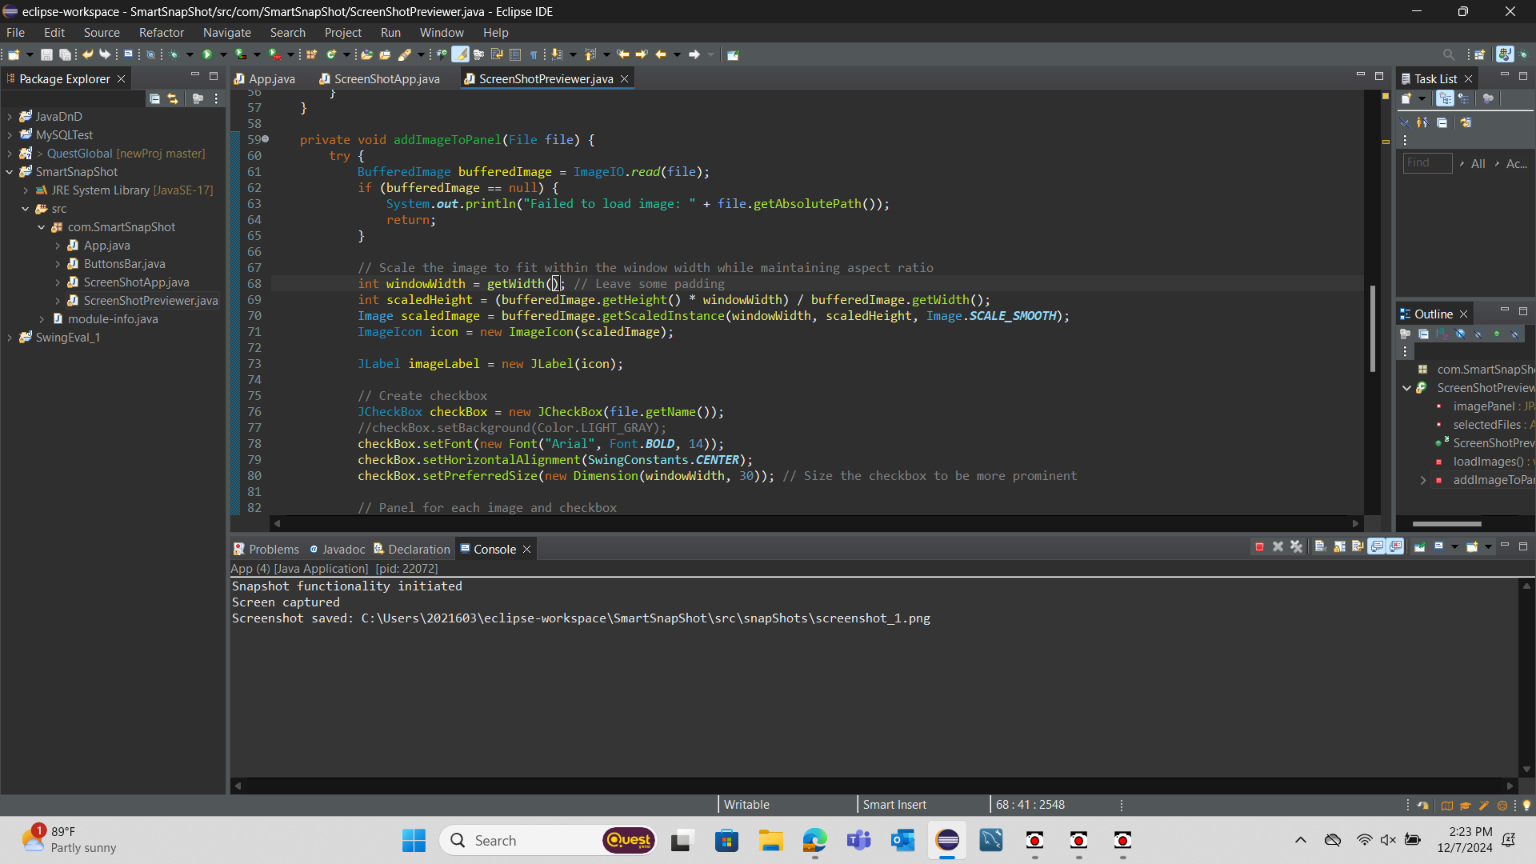 eclipse-workspace - SmartSnapShot/src/com/SmartSnapShot/ScreenShotPreviewer.java - Eclipse IDE
File Edit Source Refactor Navigate Search Project Run Window Help
Package Explorer
JavaDnD
MySQLTest
> QuestGlobal [newProj master]
SmartSnapShot
JRE System Library [JavaSE-17]
src
com.SmartSnapShot
App.java
ButtonsBar.java
ScreenShotApp.java
ScreenShotPreviewer.java
module-info.java
SwingEval_1
App.java ScreenShotApp.java ScreenShotPreviewer.java
56 }
57 }
58
59 private void addImageToPanel(File file) {
60 try {
61 BufferedImage bufferedImage = ImageIO.read(file);
62 if (bufferedImage == null) {
63 System.out.println("Failed to load image: " + file.getAbsolutePath());
64 return;
65 }
66
67 // Scale the image to fit within the window width while maintaining aspect ratio
68 int windowWidth = getWidth(); // Leave some padding
69 int scaledHeight = (bufferedImage.getHeight() * windowWidth) / bufferedImage.getWidth();
70 Image scaledImage = bufferedImage.getScaledInstance(windowWidth, scaledHeight, Image.SCALE_SMOOTH);
71 ImageIcon icon = new ImageIcon(scaledImage);
72
73 JLabel imageLabel = new JLabel(icon);
74
75 // Create checkbox
76 JCheckBox checkBox = new JCheckBox(file.getName());
77 //checkBox.setBackground(Color.LIGHT_GRAY);
78 checkBox.setFont(new Font("Arial", Font.BOLD, 14));
79 checkBox.setHorizontalAlignment(SwingConstants.CENTER);
80 checkBox.setPreferredSize(new Dimension(windowWidth, 30)); // Size the checkbox to be more prominent
81
82 // Panel for each image and checkbox
Task List
Find All Ac...
Outline
com.SmartSnapSh
ScreenShotPreview
imagePanel : JP
selectedFiles : A
ScreenShotPrev
loadImages() : v
addImageToPan
Problems Javadoc Declaration Console
App (4) [Java Application] [pid: 22072]
Snapshot functionality initiated
Screen captured
Screenshot saved: C:\Users\2021603\eclipse-workspace\SmartSnapShot\src\snapShots\screenshot_1.png
Writable Smart Insert 68 : 41 : 2548
1
89°F
Partly sunny
Search
Quest
2:23 PM
12/7/2024